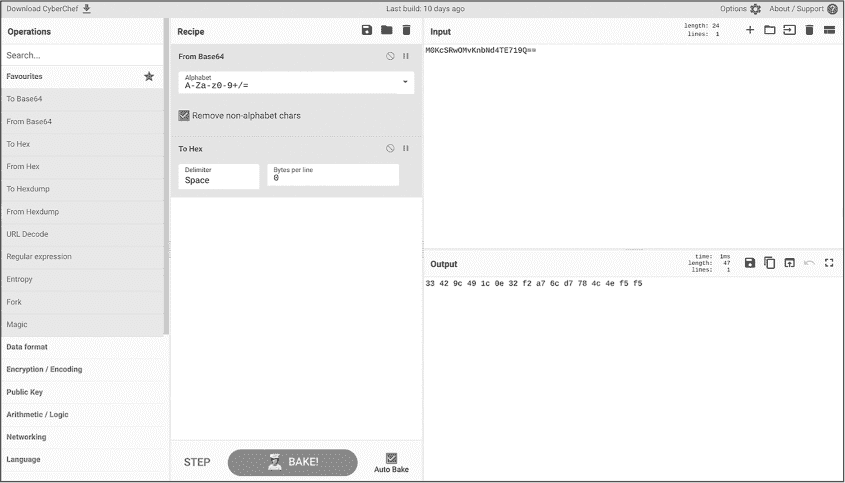 Download CyberChef
Last build: 10 days ago
Options
About / Support
Operations
Search...
Favourites
To Base64
From Base64
To Hex
From Hex
To Hexdump
From Hexdump
URL Decode
Regular expression
Entropy
Fork
Magic
Data format
Encryption / Encoding
Public Key
Arithmetic / Logic
Networking
Language
Recipe
From Base64
Alphabet
A-Za-z0-9+/=
Remove non-alphabet chars
To Hex
Delimiter
Space
Bytes per line
0
STEP
BAKE!
Auto Bake
Input
length: 24
lines: 1
M0KcSRwOMvKnbNd4TE719Q==
Output
time: 1ms
length: 47
lines: 1
33 42 9c 49 1c 0e 32 f2 a7 6c d7 78 4c 4e f5 f5